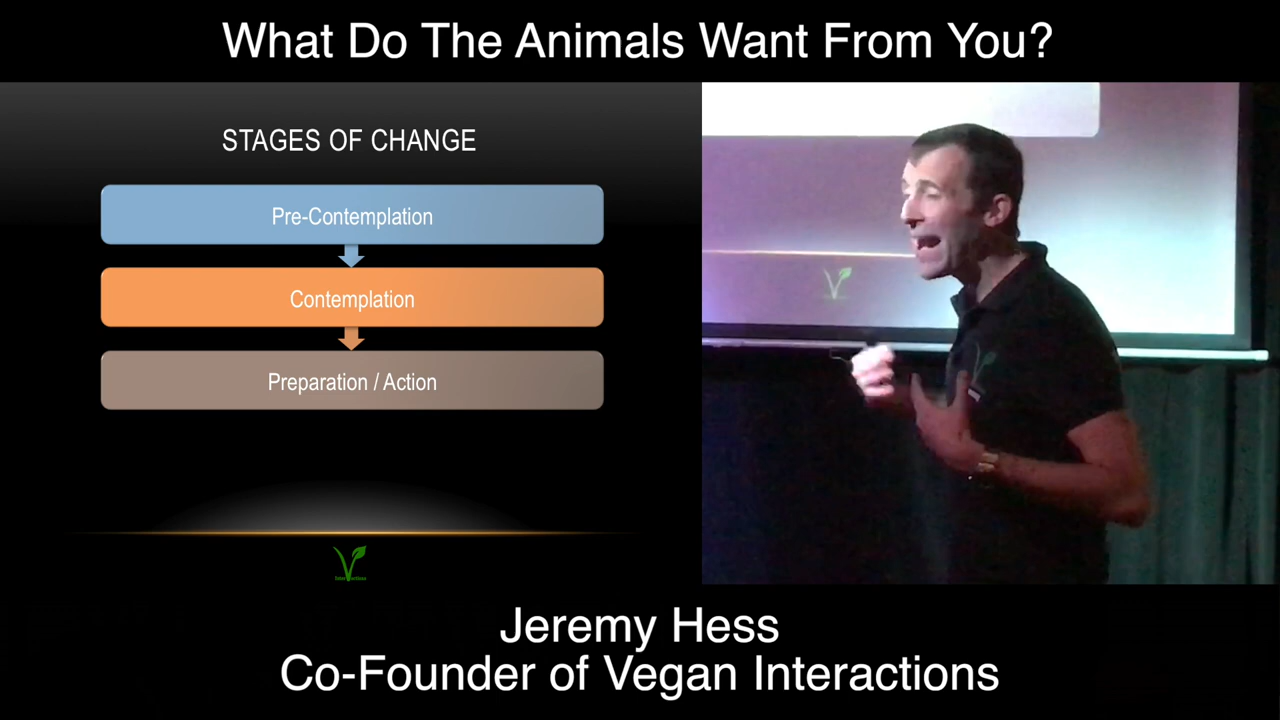 What Do The Animals Want From You?
STAGES OF CHANGE
Pre-Contemplation
Contemplation
Preparation / Action
Jeremy Hess
Co-Founder of Vegan Interactions